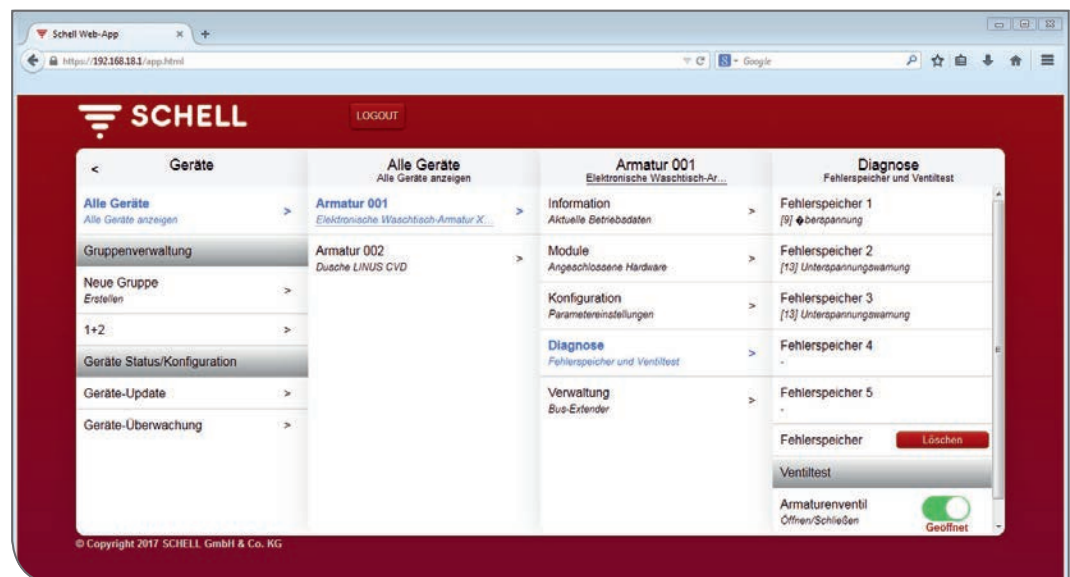 Schell Web-App
https://192.168.18.1/app.html
Google
SCHELL
LOGOUT
< Geräte
Alle Geräte
Alle Geräte anzeigen >
Gruppenverwaltung
Neue Gruppe
Erstellen >
1+2 >
Geräte Status/Konfiguration
Geräte-Update >
Geräte-Überwachung >
Alle Geräte
Alle Geräte anzeigen
Armatur 001
Elektronische Waschtisch-Armatur X... >
Armatur 002
Dusche LINUS CVD >
Armatur 001
Elektronische Waschtisch-Ar...
Information
Aktuelle Betriebsdaten >
Module
Angeschlossene Hardware >
Konfiguration
Parametereinstellungen >
Diagnose
Fehlerspeicher und Ventiltest >
Verwaltung
Bus-Extender >
Diagnose
Fehlerspeicher und Ventiltest
Fehlerspeicher 1
[9] �berspannung
Fehlerspeicher 2
[13] Unterspannungswarnung
Fehlerspeicher 3
[13] Unterspannungswarnung
Fehlerspeicher 4
-
Fehlerspeicher 5
-
Fehlerspeicher Löschen
Ventiltest
Armaturenventil
Öffnen/Schließen
Geöffnet
© Copyright 2017 SCHELL GmbH & Co. KG